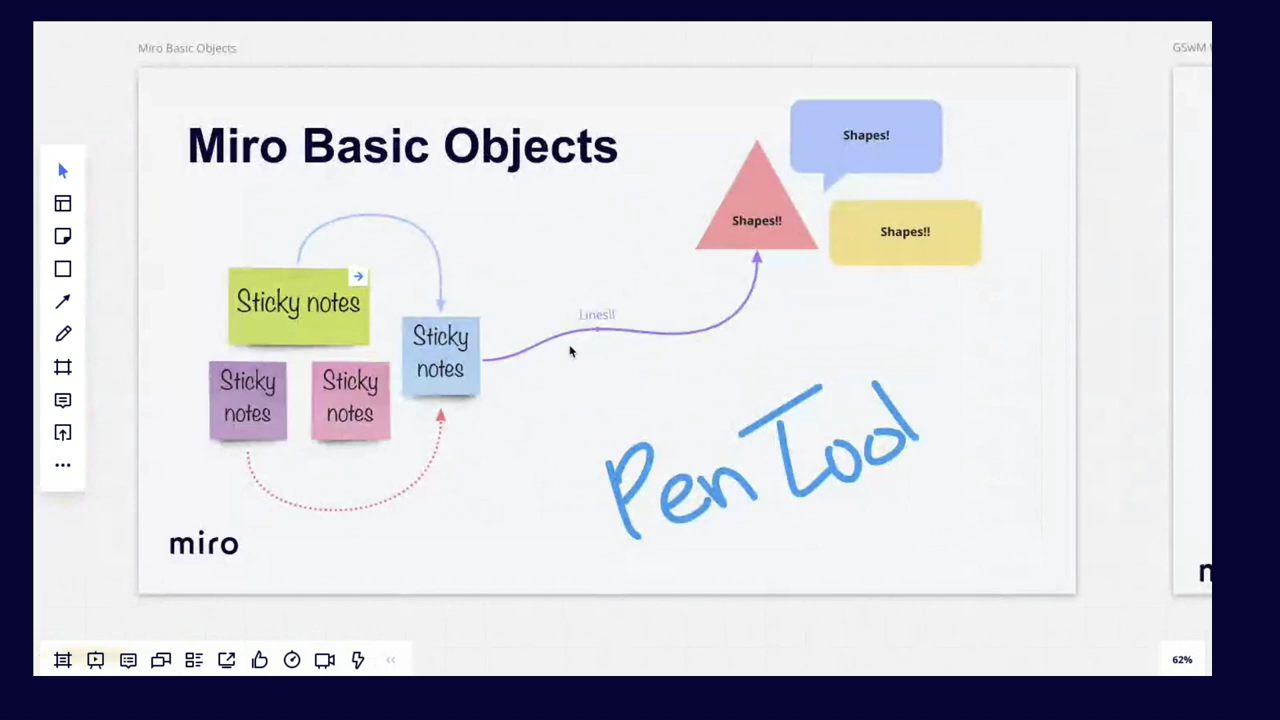 Miro Basic Objects
GSwM
Miro Basic Objects
Shapes!
Shapes!!
Shapes!!
Sticky notes
Lines!!
Sticky
notes
Sticky
notes
Sticky
notes
Pen Tool
miro
62%